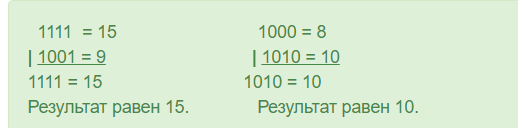 1111 = 15 1000 = 8
| 1001 = 9 | 1010 = 10
1111 = 15 1010 = 10
Результат равен 15. Результат равен 10.